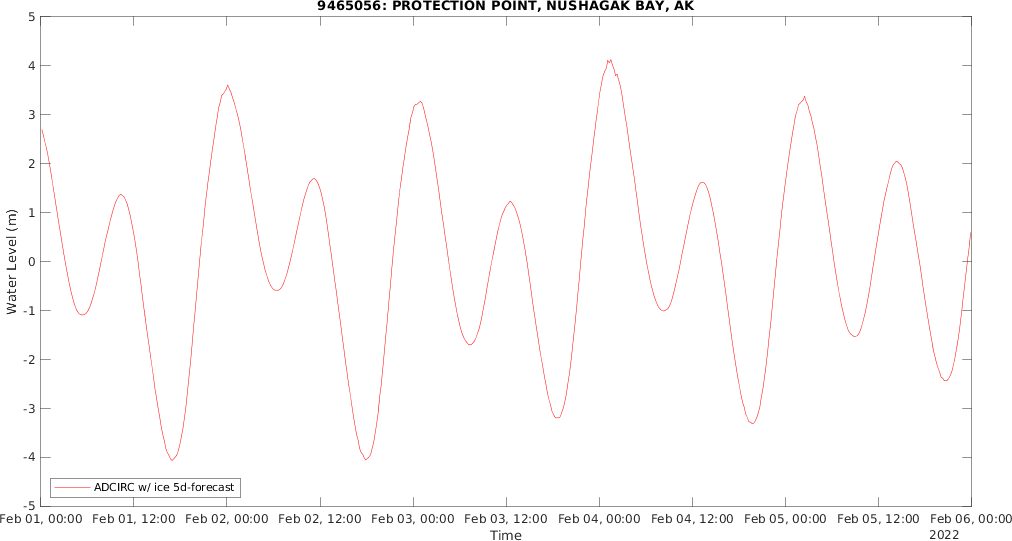 9465056: PROTECTION POINT, NUSHAGAK BAY, AK
5
4
3
2
1
0
-1
-2
-3
-4
-5
Water Level (m)
ADCIRC w/ ice 5d-forecast
Feb 01, 00:00 Feb 01, 12:00 Feb 02, 00:00 Feb 02, 12:00 Feb 03, 00:00 Feb 03, 12:00 Feb 04, 00:00 Feb 04, 12:00 Feb 05, 00:00 Feb 05, 12:00 Feb 06, 00:00
Time
2022